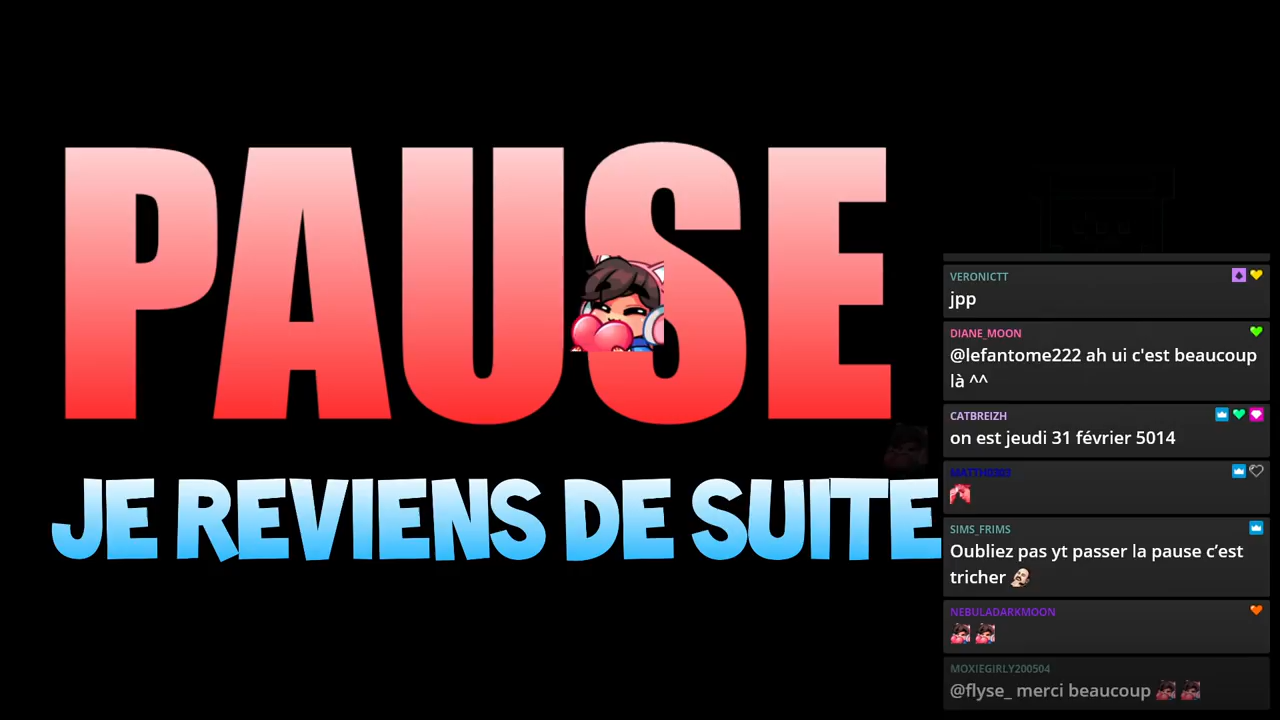 PAUSE
JE REVIENS DE SUITE
VERONICTT
jpp
DIANE_MOON
@lefantome222 ah ui c'est beaucoup
là ^^
CATBREIZH
on est jeudi 31 février 5014
SIMS_FRIMS
Oubliez pas yt passer la pause c’est
tricher
NEBULADARKMOON
MOXIEGIRLY200504
@flyse_ merci beaucoup